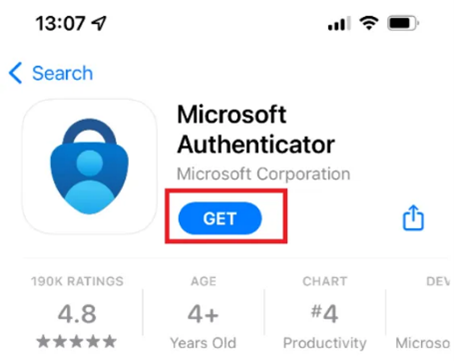 13:07
Search
Microsoft
Authenticator
Microsoft Corporation
GET
190K RATINGS
AGE
CHART
DEV
4.8
4+
#4
★★★★★
Years Old
Productivity
Microso